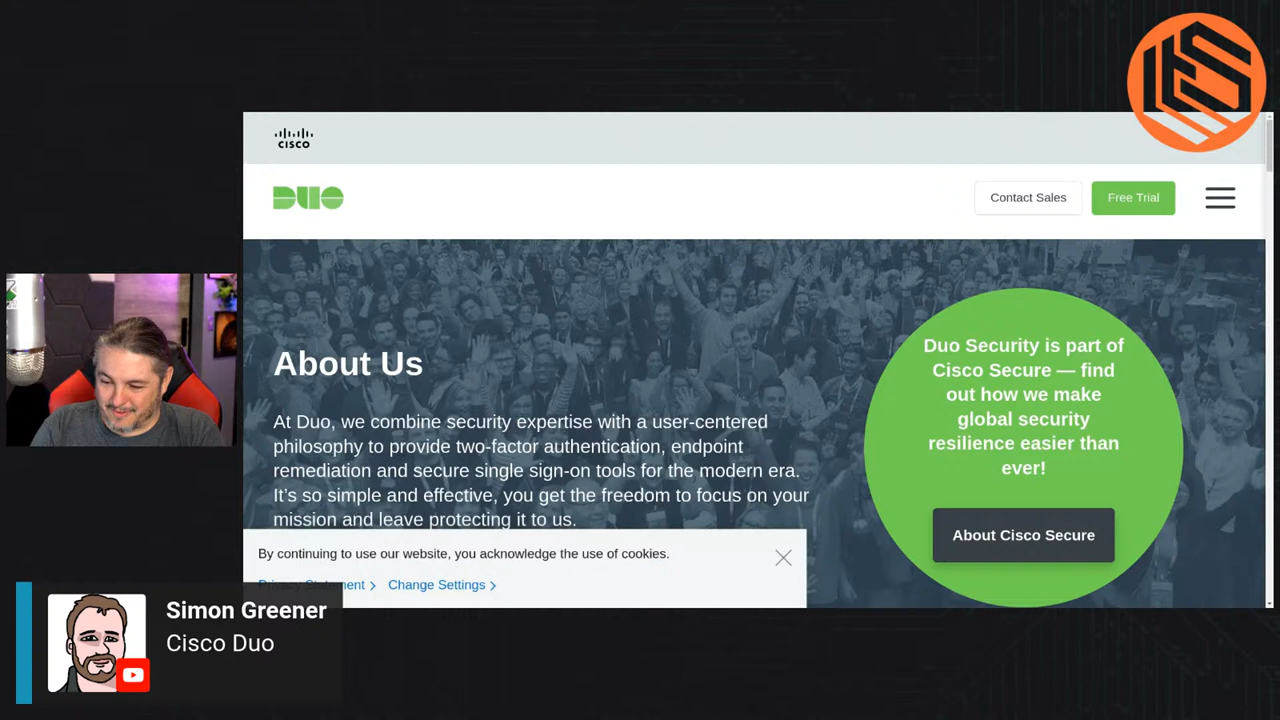 CISCO
DUO
Contact Sales
Free Trial
About Us
At Duo, we combine security expertise with a user-centered
philosophy to provide two-factor authentication, endpoint
remediation and secure single sign-on tools for the modern era.
It's so simple and effective, you get the freedom to focus on your
mission and leave protecting it to us.
Duo Security is part of
Cisco Secure — find
out how we make
global security
resilience easier than
ever!
About Cisco Secure
By continuing to use our website, you acknowledge the use of cookies.
Privacy Statement
Change Settings
Simon Greener
Cisco Duo